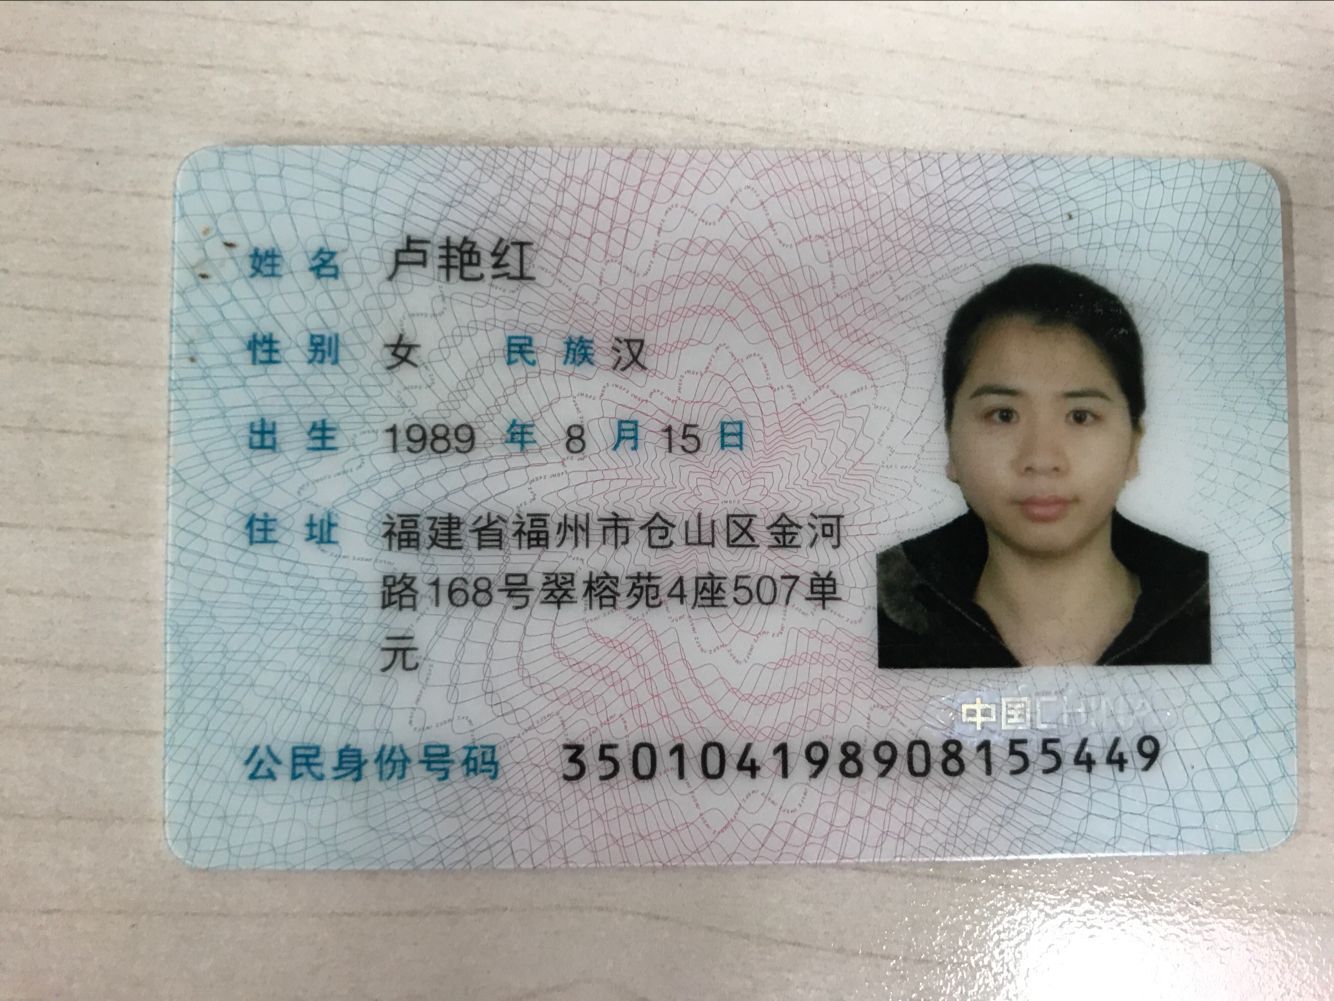 姓名 卢艳红
性别 女 民族 汉
出生 1989 年 8 月 15 日
住址 福建省福州市仓山区金河
路168号翠榕苑4座507单
元
中国CHINA
公民身份号码 350104198908155449